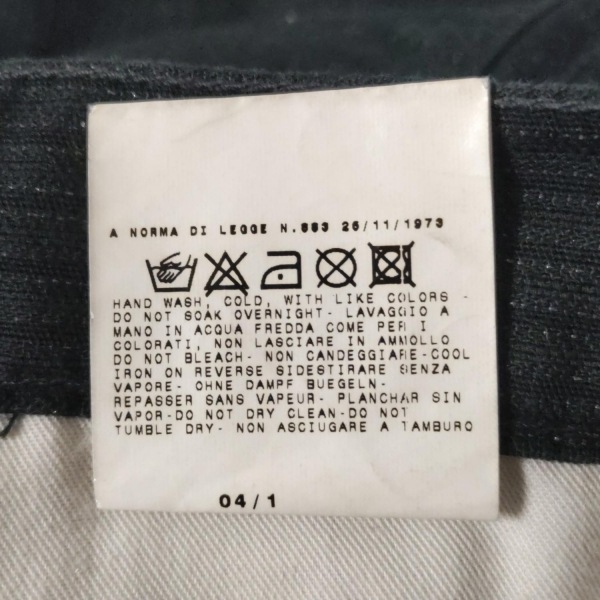 A NORMA DI LEGGE N.883 26/11/1973
HAND WASH, COLD, WITH LIKE COLORS -
DO NOT SOAK OVERNIGHT- LAVAGGIO A
MANO IN ACQUA FREDDA COME PER I
COLORATI, NON LASCIARE IN AMMOLLO
DO NOT BLEACH- NON CANDEGGIARE-COOL
IRON ON REVERSE SIDESTIRARE SENZA
VAPORE- OHNE DAMPF BUEGELN-
REPASSER SANS VAPEUR- PLANCHAR SIN
VAPOR-DO NOT DRY CLEAN-DO NOT
TUMBLE DRY- NON ASCIUGARE A TAMBURO
04/1